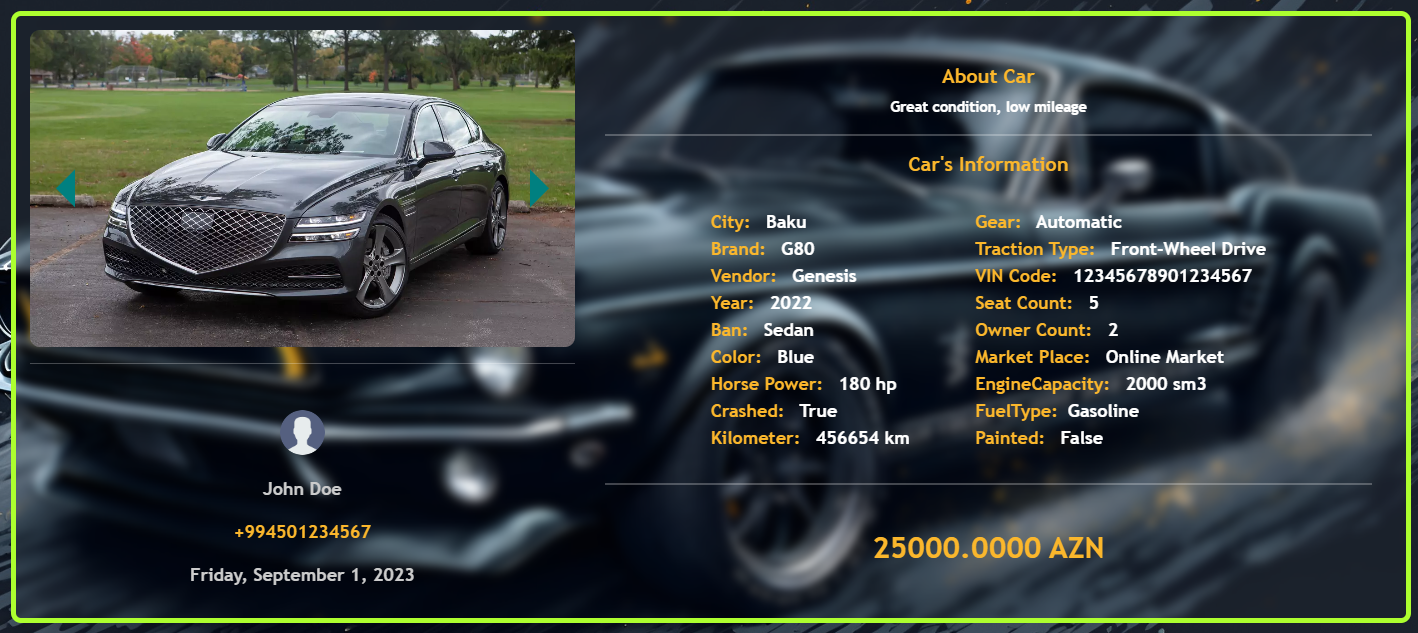 About Car
Great condition, low mileage
Car's Information
City: Baku
Brand: G80
Vendor: Genesis
Year: 2022
Ban: Sedan
Color: Blue
Horse Power: 180 hp
Crashed: True
Kilometer: 456654 km
Gear: Automatic
Traction Type: Front-Wheel Drive
VIN Code: 12345678901234567
Seat Count: 5
Owner Count: 2
Market Place: Online Market
EngineCapacity: 2000 sm3
FuelType: Gasoline
Painted: False
25000.0000 AZN
John Doe
+994501234567
Friday, September 1, 2023